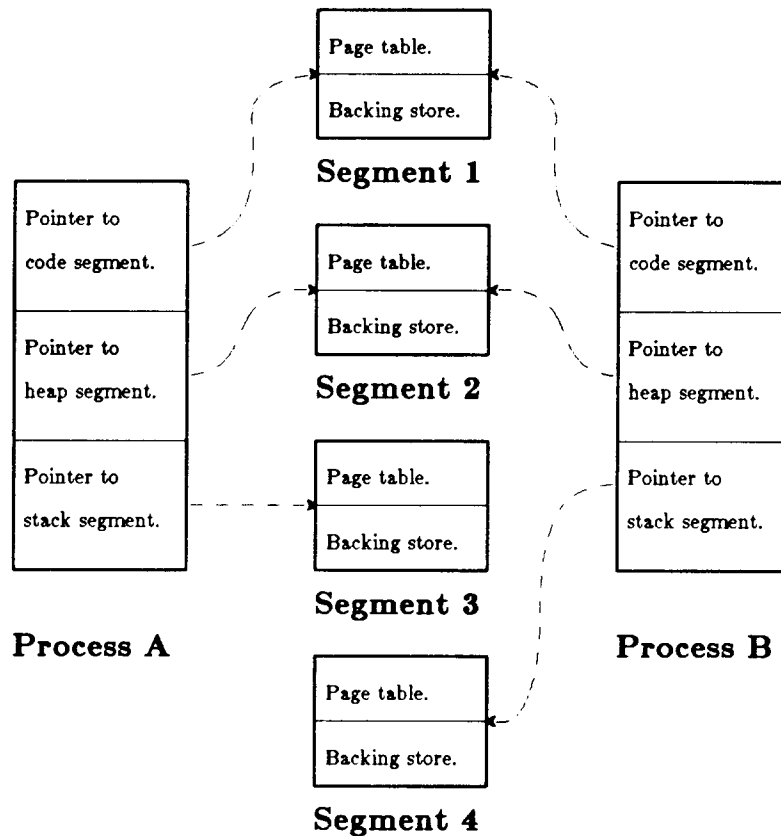 Page table.
Backing store.
Segment 1
Pointer to
code segment.
Pointer to
heap segment.
Pointer to
stack segment.
Process A
Page table.
Backing store.
Segment 2
Page table.
Backing store.
Segment 3
Page table.
Backing store.
Segment 4
Pointer to
code segment.
Pointer to
heap segment.
Pointer to
stack segment.
Process B